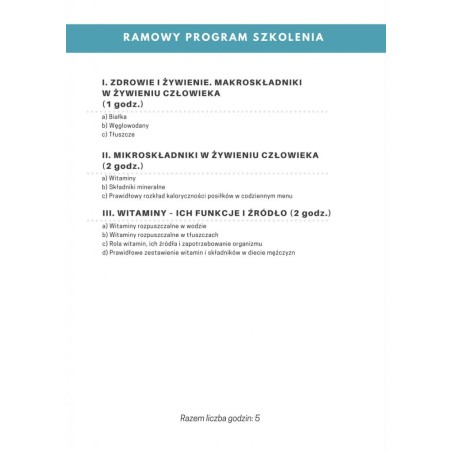 RAMOWY PROGRAM SZKOLENIA
I. ZDROWIE I ŻYWIENIE. MAKROSKŁADNIKI
W ŻYWIENIU CZŁOWIEKA
(1 godz.)
a) Białka
b) Węglowodany
c) Tłuszcze
II. MIKROSKŁADNIKI W ŻYWIENIU CZŁOWIEKA
(2 godz.)
a) Witaminy
b) Składniki mineralne
c) Prawidłowy rozkład kaloryczności posiłków w codziennym menu
III. WITAMINY - ICH FUNKCJE I ŹRÓDŁO (2 godz.)
a) Witaminy rozpuszczalne w wodzie
b) Witaminy rozpuszczalne w tłuszczach
c) Rola witamin, ich źródła i zapotrzebowanie organizmu
d) Prawidłowe zestawienie witamin i składników w diecie mężczyzn
Razem liczba godzin: 5